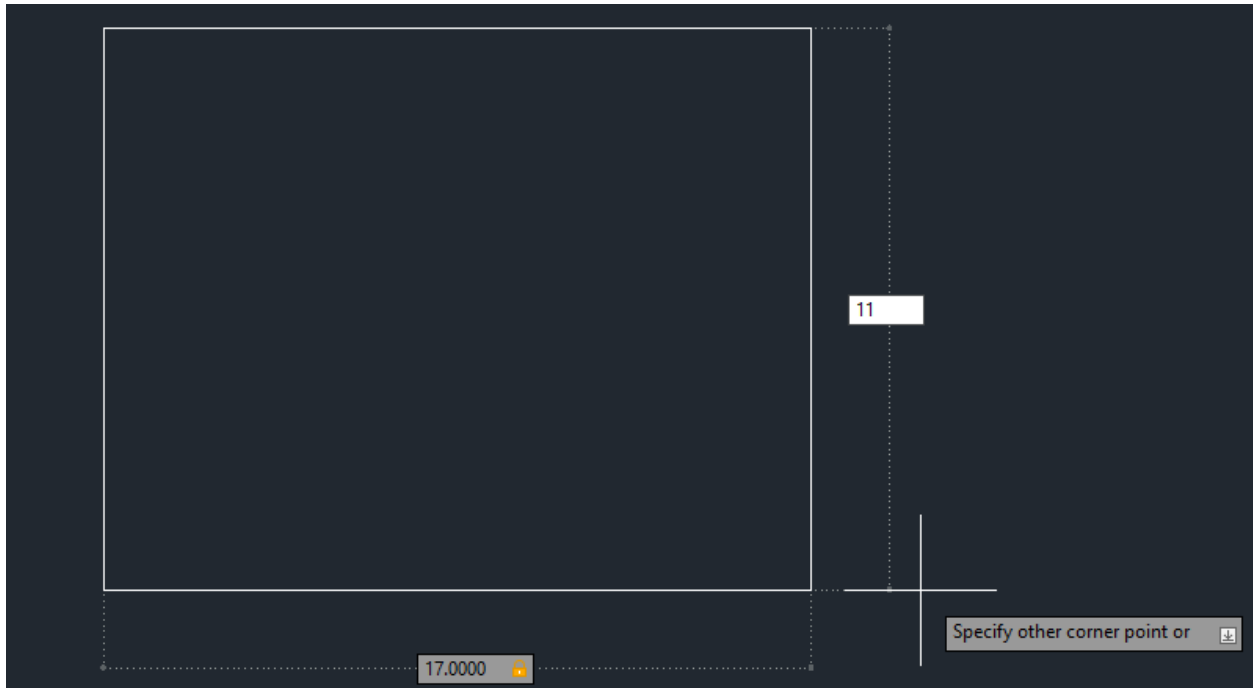 11
Specify other corner point or
17.0000